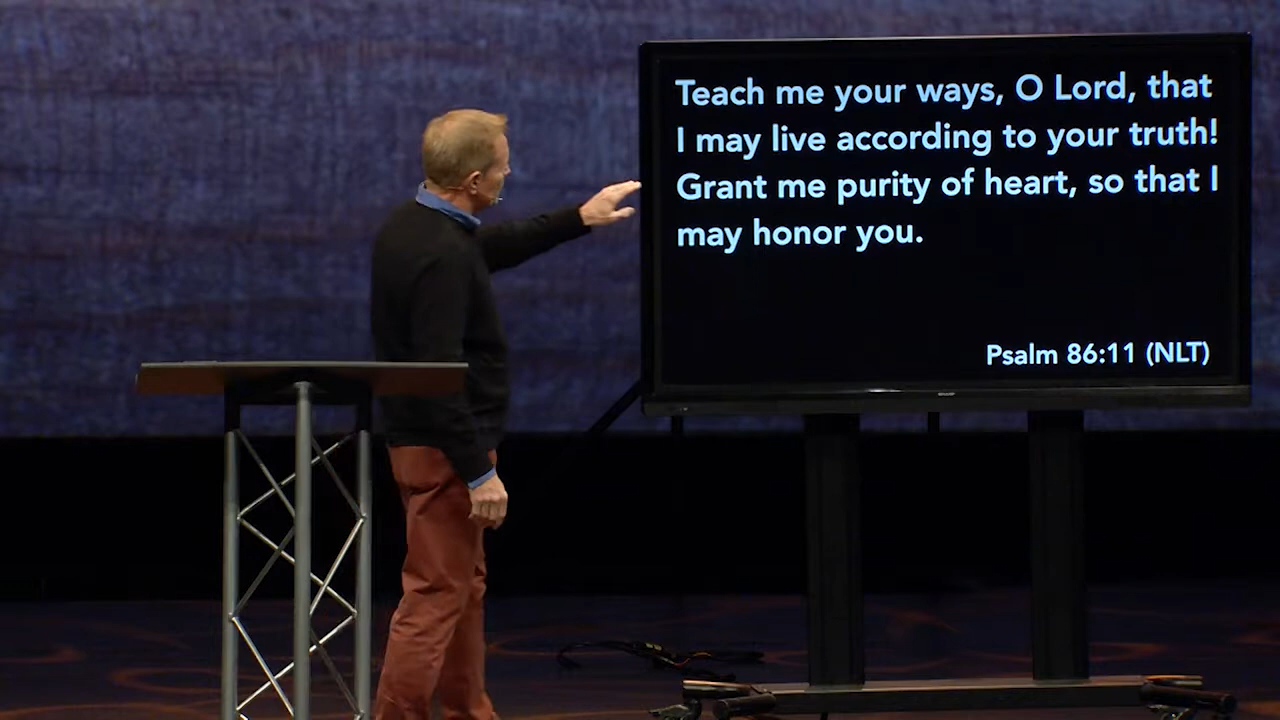 Teach me your ways, O Lord, that
I may live according to your truth!
Grant me purity of heart, so that I
may honor you.
Psalm 86:11 (NLT)